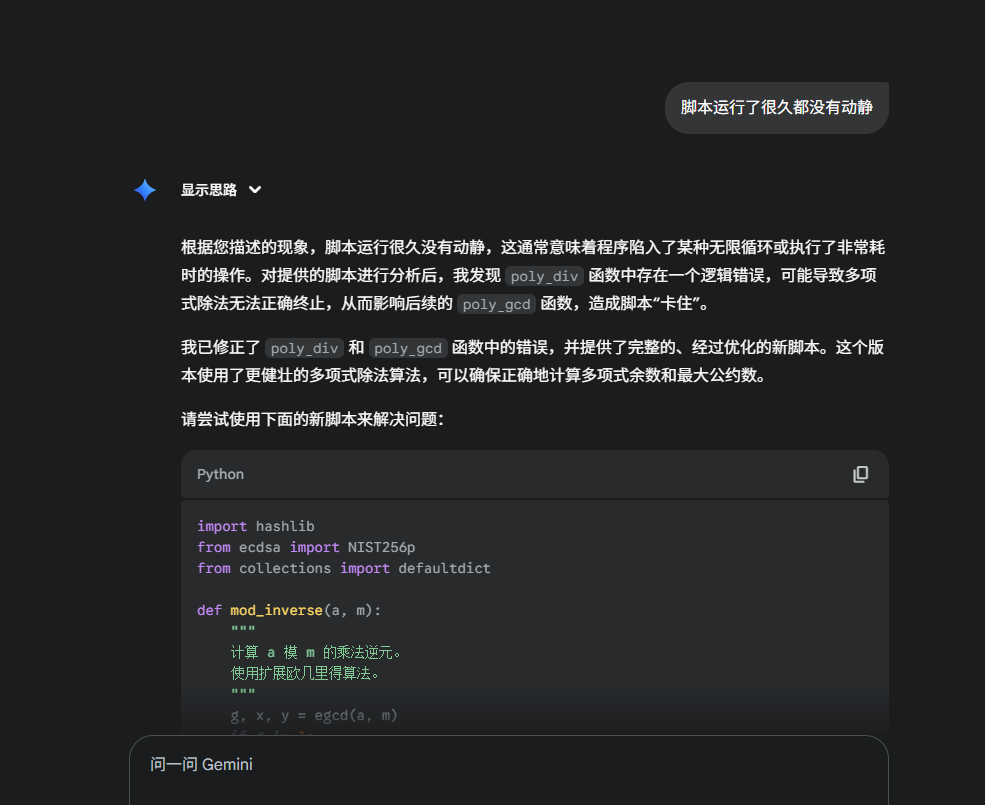 脚本运行了很久都没有动静
显示思路
根据您描述的现象，脚本运行很久没有动静，这通常意味着程序陷入了某种无限循环或执行了非常耗
时的操作。对提供的脚本进行分析后，我发现 poly_div 函数中存在一个逻辑错误，可能导致多项
式除法无法正确终止，从而影响后续的 poly_gcd 函数，造成脚本“卡住”。
我已修正了 poly_div 和 poly_gcd 函数中的错误，并提供了完整的、经过优化的新脚本。这个版
本使用了更健壮的多项式除法算法，可以确保正确地计算多项式余数和最大公约数。
请尝试使用下面的新脚本来解决问题：
Python
import hashlib
from ecdsa import NIST256p
from collections import defaultdict
def mod_inverse(a, m):
"""
计算 a 模 m 的乘法逆元。
使用扩展欧几里得算法。
"""
g, x, y = egcd(a, m)
if g != 1:
问一问 Gemini